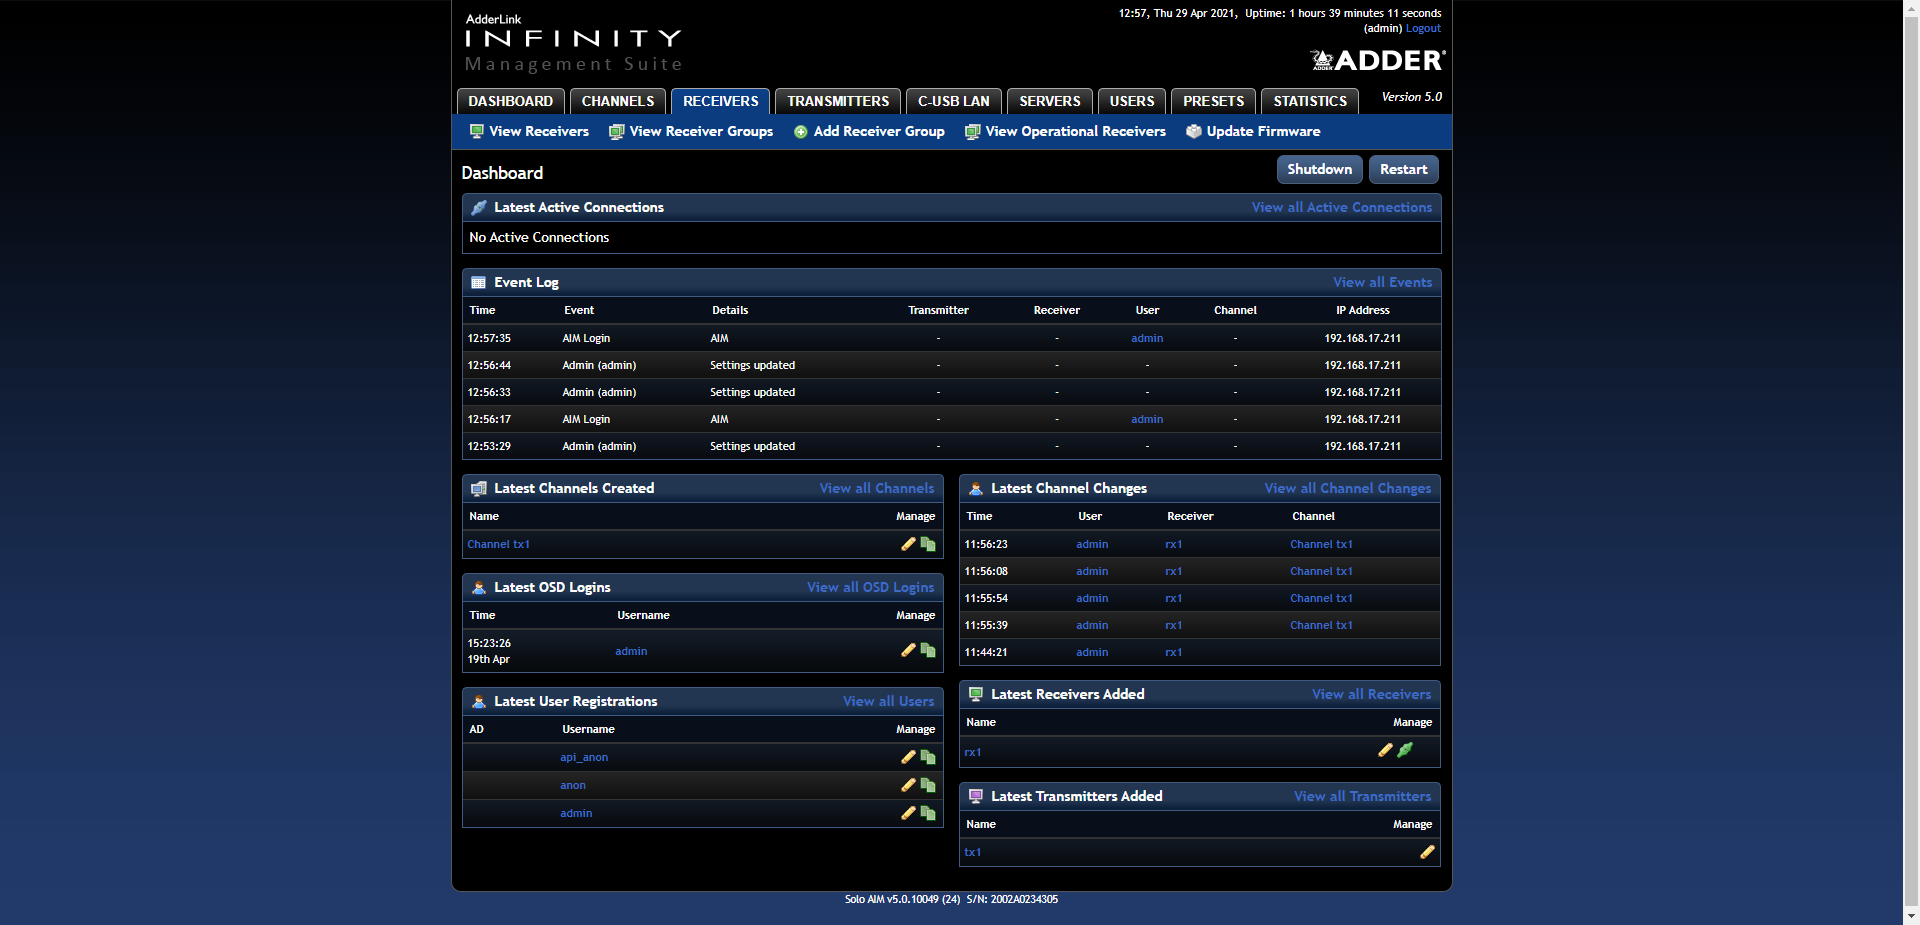 AdderLink
INFINITY
Management Suite
12:57, Thu 29 Apr 2021, Uptime: 1 hours 39 minutes 11 seconds
(admin) Logout
ADDER
ADDER®
DASHBOARD CHANNELS RECEIVERS TRANSMITTERS C-USB LAN SERVERS USERS PRESETS STATISTICS Version 5.0
View Receivers View Receiver Groups Add Receiver Group View Operational Receivers Update Firmware
Dashboard Shutdown Restart
Latest Active Connections View all Active Connections
No Active Connections
Event Log View all Events
Time Event Details Transmitter Receiver User Channel IP Address
12:57:35 AIM Login AIM - - admin - 192.168.17.211
12:56:44 Admin (admin) Settings updated - - - - 192.168.17.211
12:56:33 Admin (admin) Settings updated - - - - 192.168.17.211
12:56:17 AIM Login AIM - - admin - 192.168.17.211
12:53:29 Admin (admin) Settings updated - - - - 192.168.17.211
Latest Channels Created View all Channels
Name Manage
Channel tx1
Latest OSD Logins View all OSD Logins
Time Username Manage
15:23:26
19th Apr admin
Latest User Registrations View all Users
AD Username Manage
api_anon
anon
admin
Latest Channel Changes View all Channel Changes
Time User Receiver Channel
11:56:23 admin rx1 Channel tx1
11:56:08 admin rx1 Channel tx1
11:55:54 admin rx1 Channel tx1
11:55:39 admin rx1 Channel tx1
11:44:21 admin rx1
Latest Receivers Added View all Receivers
Name Manage
rx1
Latest Transmitters Added View all Transmitters
Name Manage
tx1
Solo AIM v5.0.10049 (24) S/N: 2002A0234305